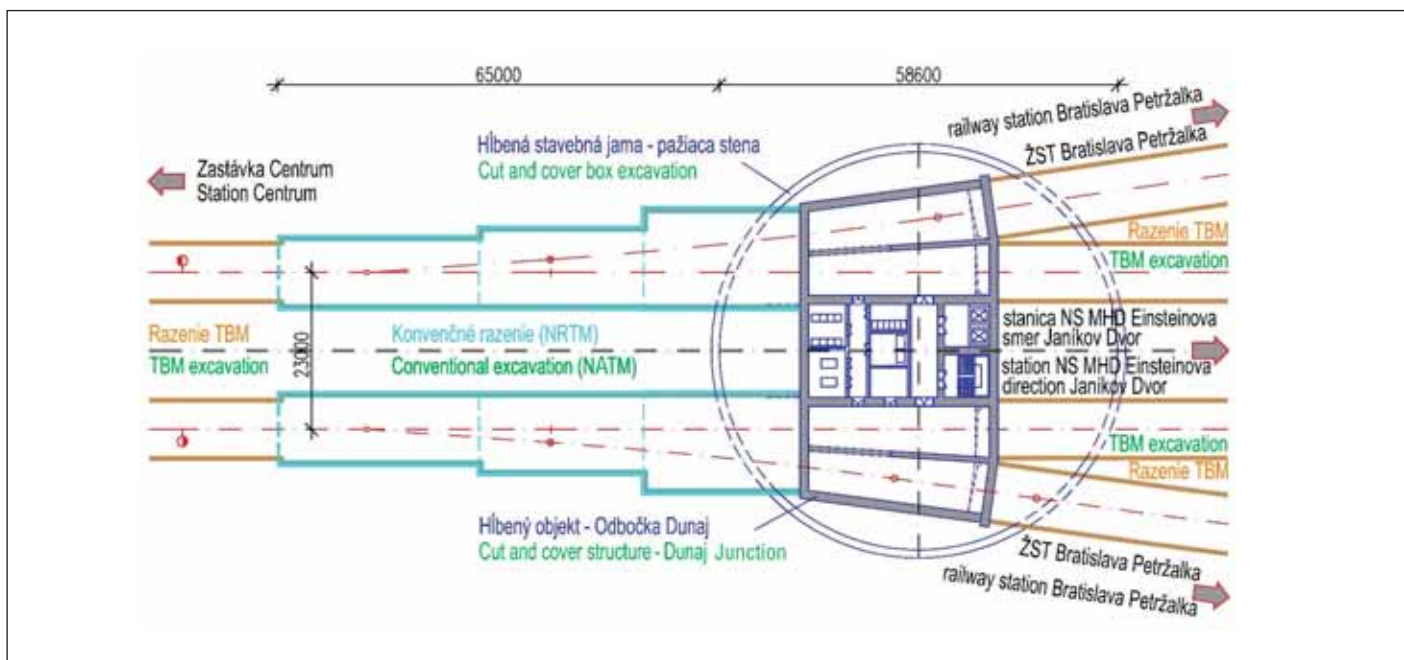 65000
58600
railway station Bratislava Petržalka
ŽST Bratislava Petržalka
Hĺbená stavebná jama - pažiaca stena
Cut and cover box excavation
Zastávka Centrum
Station Centrum
Razenie TBM
TBM excavation
Razenie TBM
TBM excavation
23000
Konvenčné razenie (NRTM)
Conventional excavation (NATM)
stanica NS MHD Einsteinova
smer Janíkov Dvor
station NS MHD Einsteinova
direction Janíkov Dvor
TBM excavation
Razenie TBM
Hĺbený objekt - Odbočka Dunaj
Cut and cover structure - Dunaj Junction
ŽST Bratislava Petržalka
railway station Bratislava Petržalka